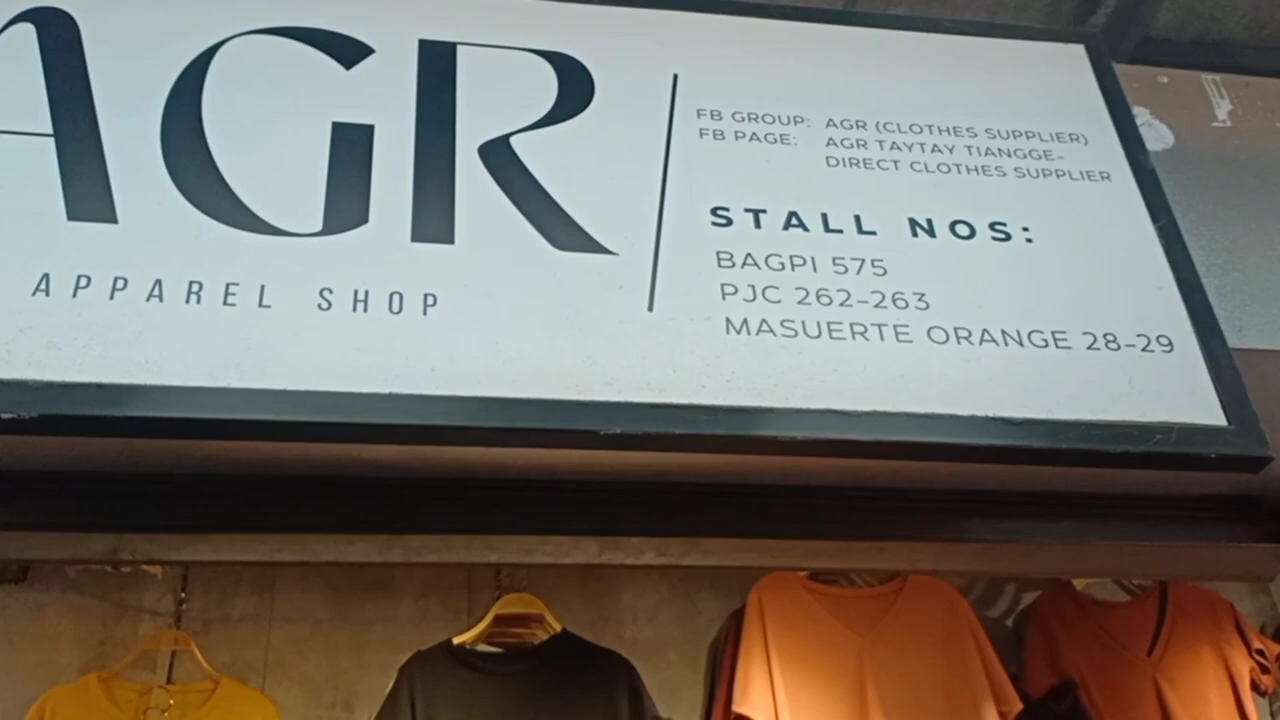 AGR
APPAREL SHOP
FB GROUP: AGR (CLOTHES SUPPLIER)
FB PAGE: AGR TAYTAY TIANGGE-
DIRECT CLOTHES SUPPLIER
STALL NOS:
BAGPI 575
PJC 262-263
MASUERTE ORANGE 28-29